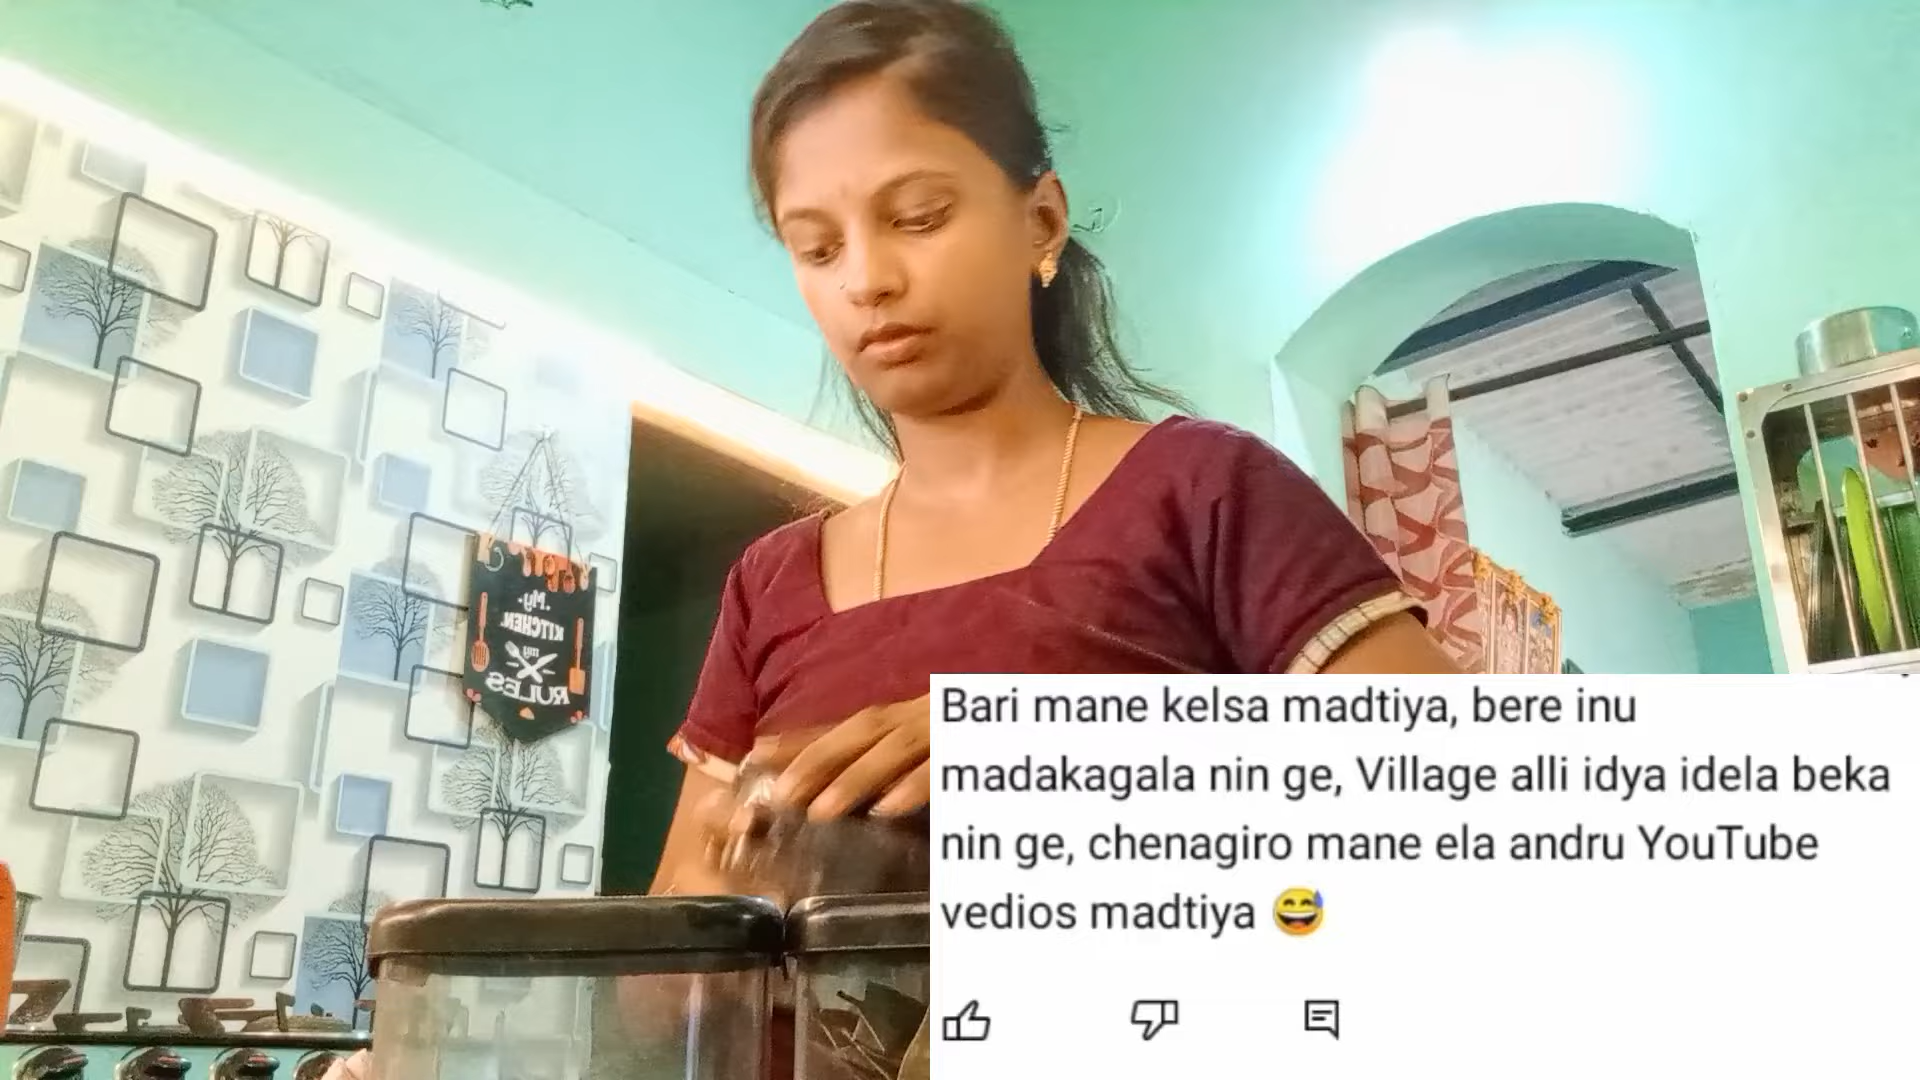 My
KITCHEN
my
RULES
Bari mane kelsa madtiya, bere inu
madakagala nin ge, Village alli idya idela beka
nin ge, chenagiro mane ela andru YouTube
vedios madtiya 😅